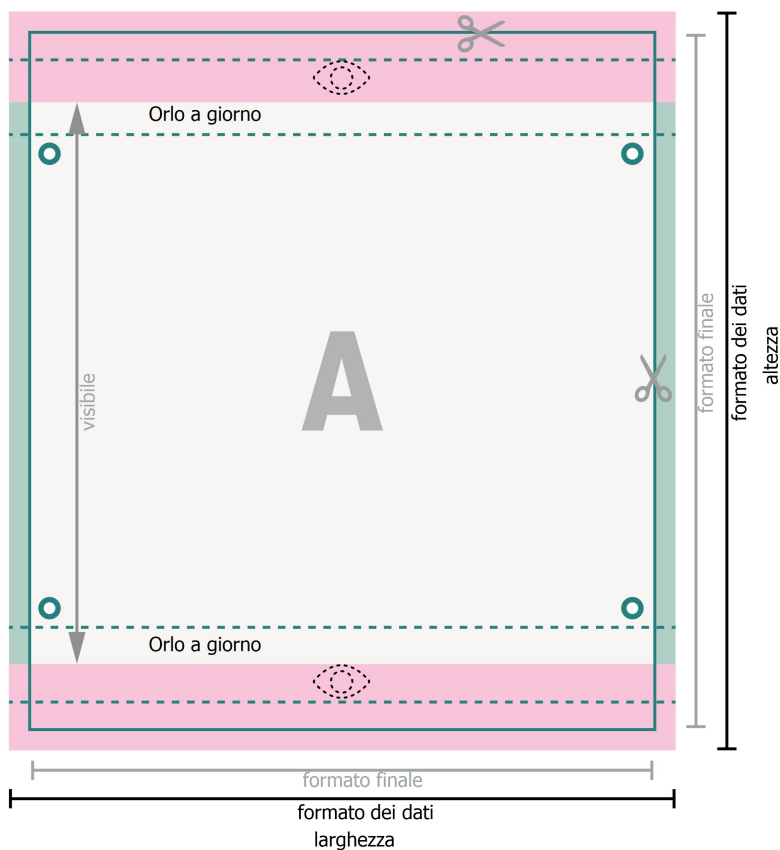 Orlo a giorno
visibile
A
formato finale
formato dei dati
altezza
Orlo a giorno
formato finale
formato dei dati
larghezza